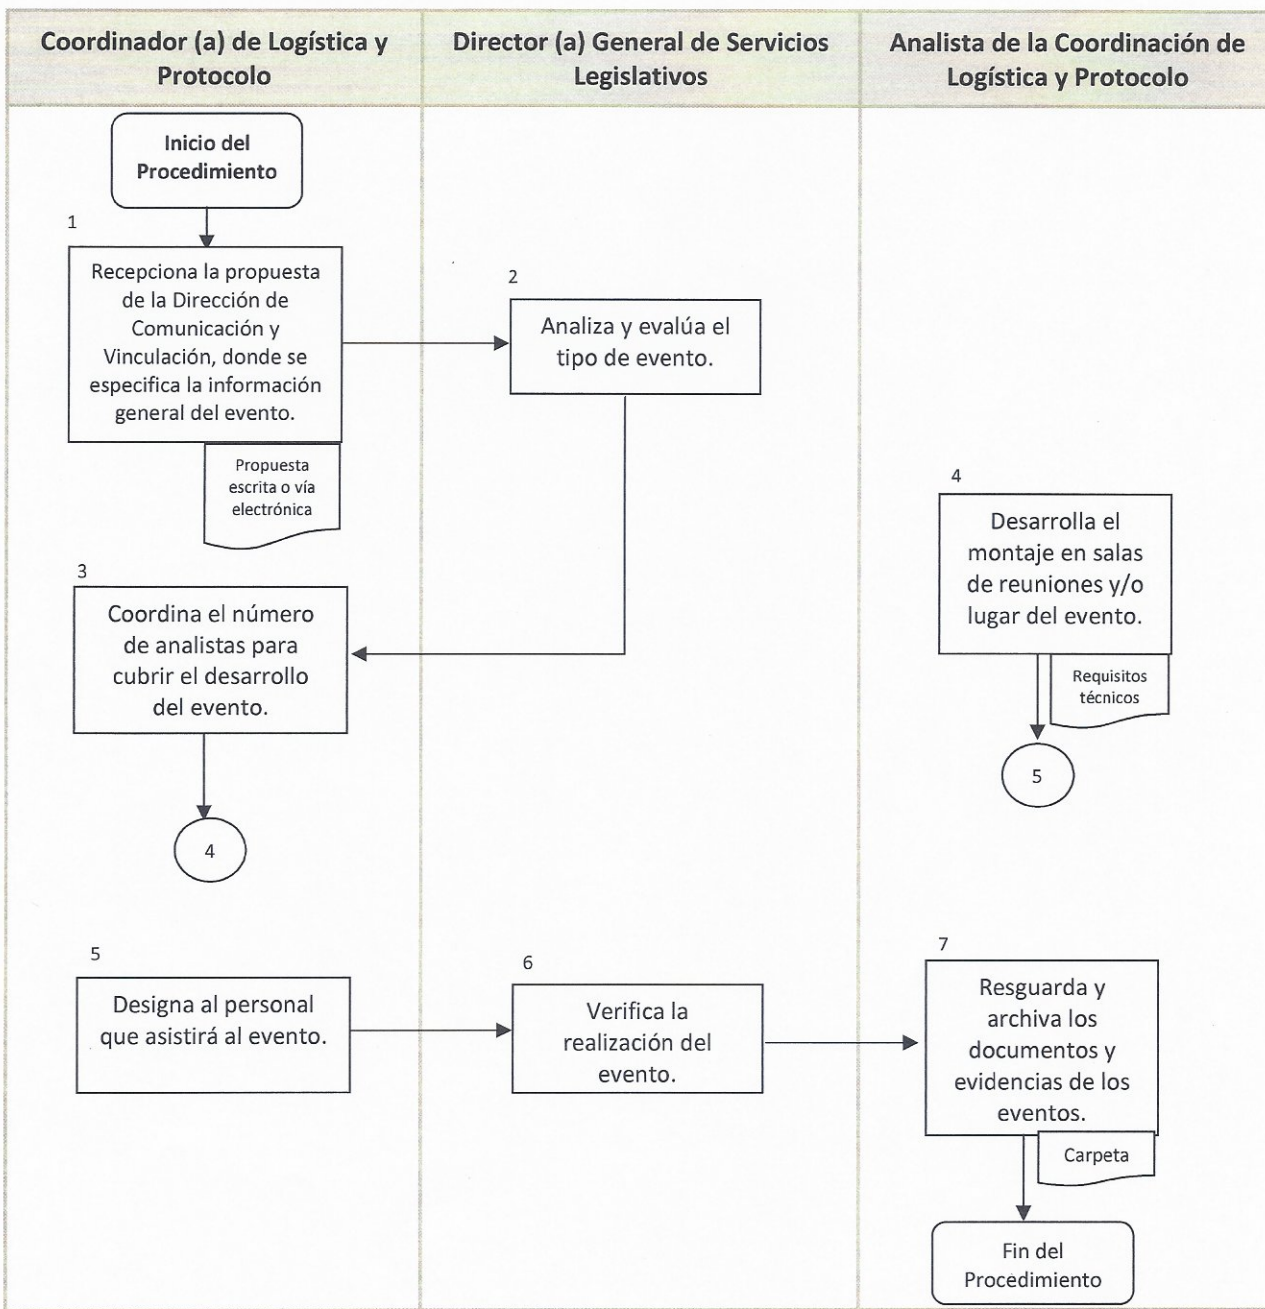 Coordinador (a) de Logística y
Protocolo
Director (a) General de Servicios
Legislativos
Analista de la Coordinación de
Logística y Protocolo
Inicio del
Procedimiento
1
Recepciona la propuesta
de la Dirección de
Comunicación y
Vinculación, donde se
especifica la información
general del evento.
Propuesta
escrita o vía
electrónica
2
Analiza y evalúa el
tipo de evento.
3
Coordina el número
de analistas para
cubrir el desarrollo
del evento.
4
4
Desarrolla el
montaje en salas
de reuniones y/o
lugar del evento.
Requisitos
técnicos
5
5
Designa al personal
que asistirá al evento.
6
Verifica la
realización del
evento.
7
Resguarda y
archiva los
documentos y
evidencias de los
eventos.
Carpeta
Fin del
Procedimiento